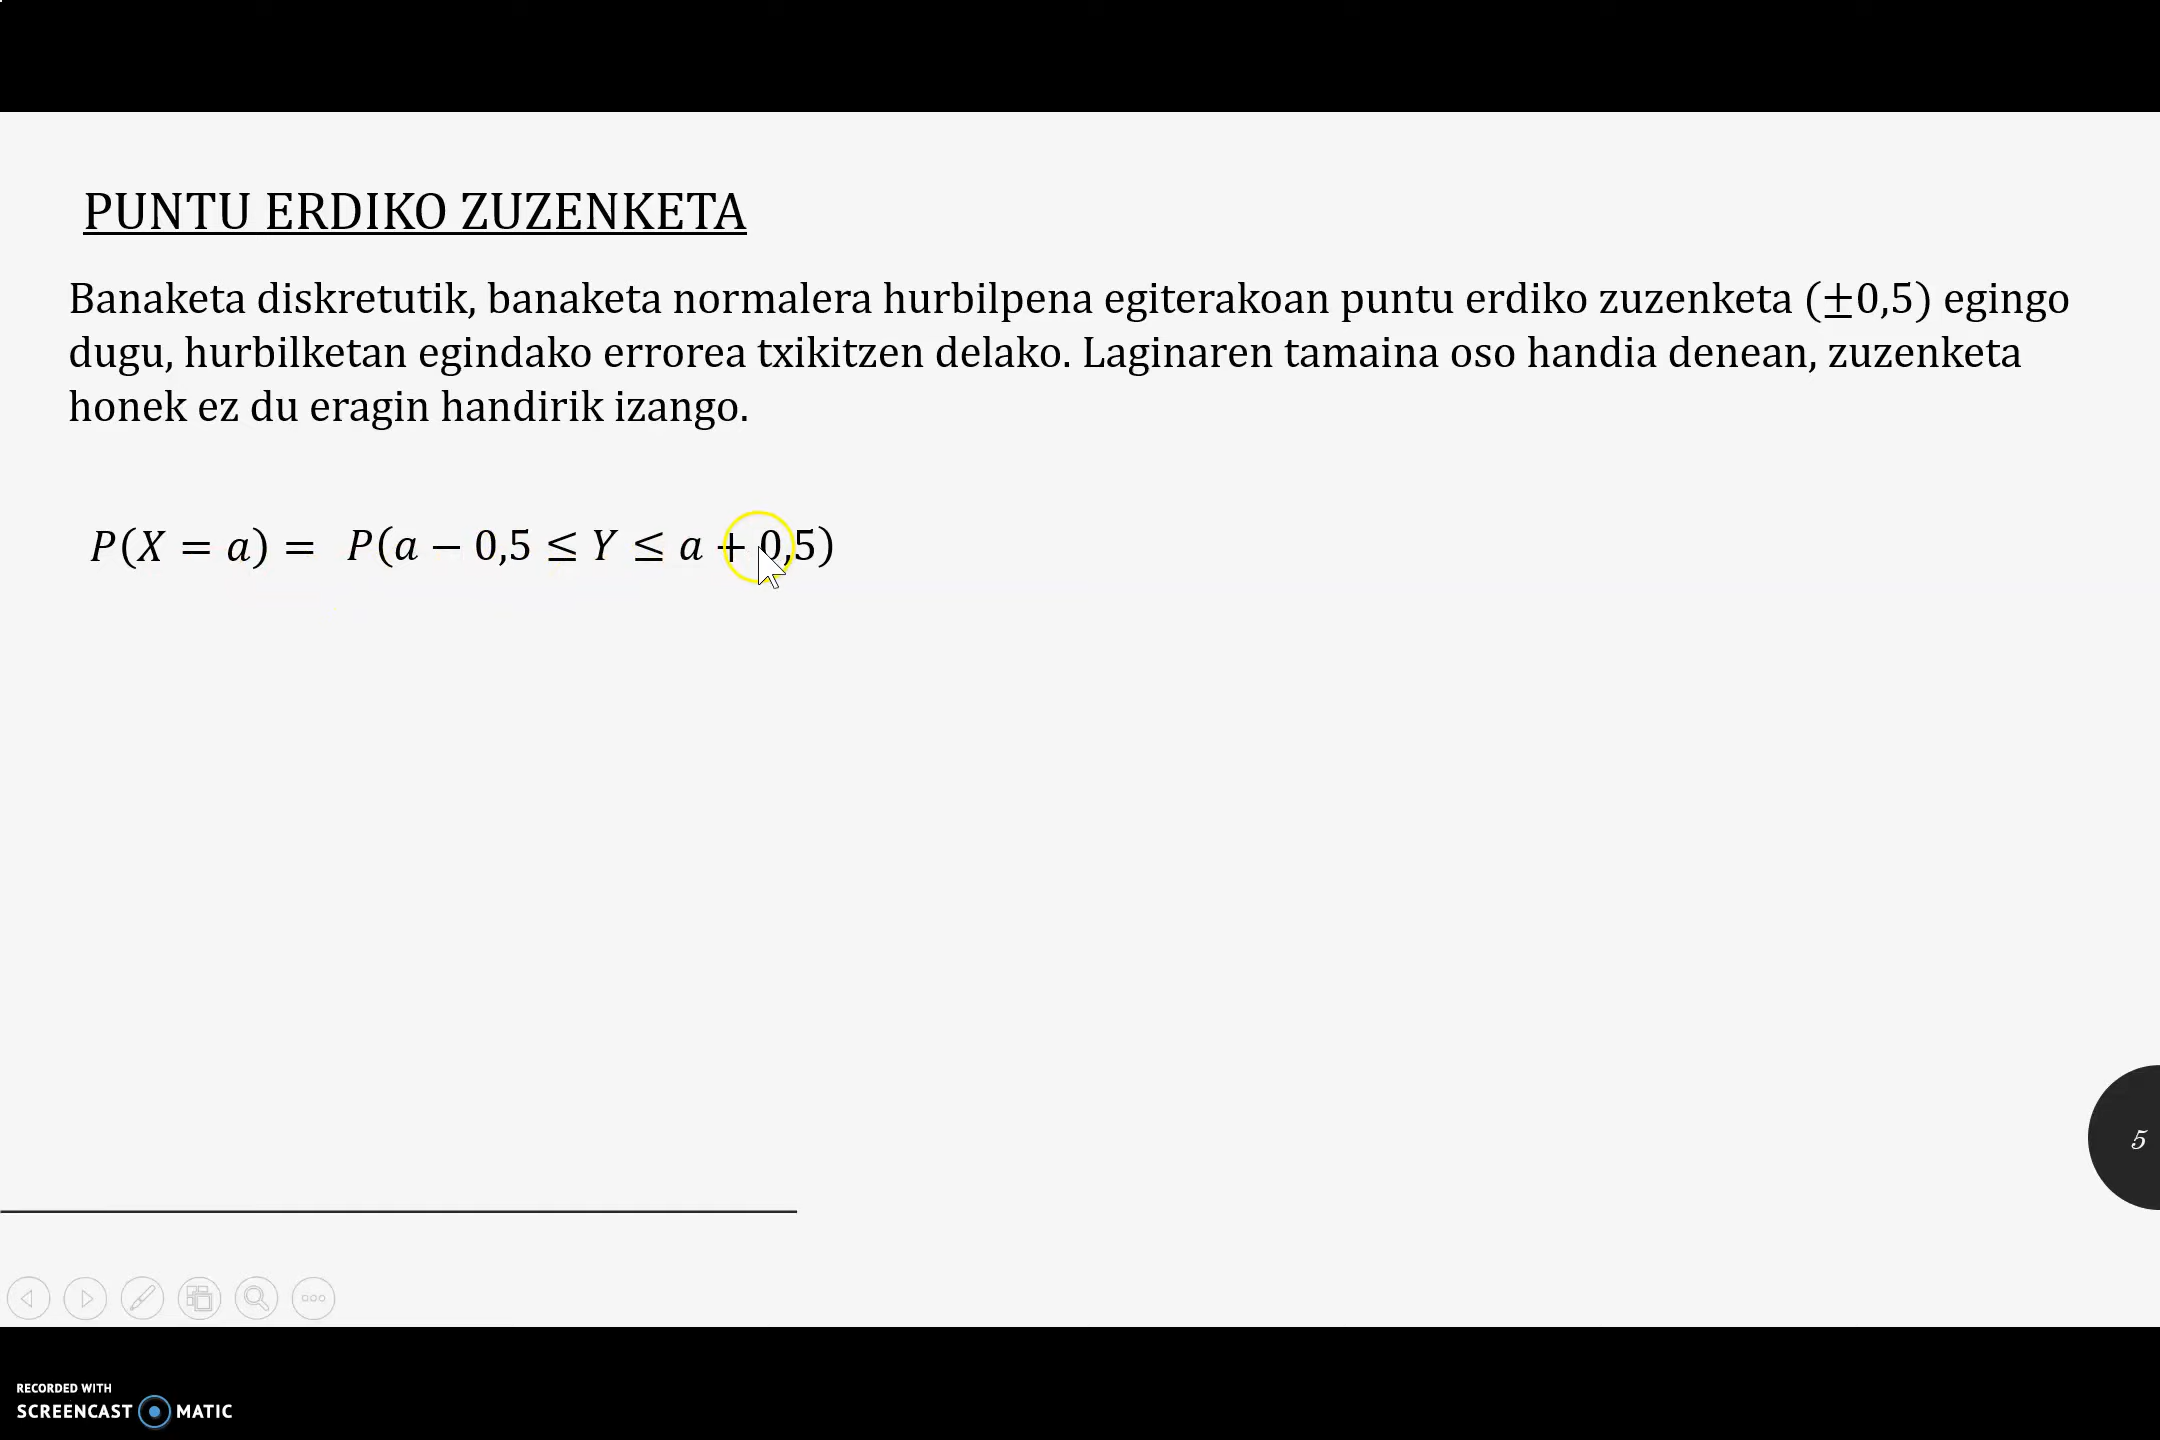 PUNTU ERDIKO ZUZENKETA
Banaketa diskretutik, banaketa normalera hurbilpena egiterakoan puntu erdiko zuzenketa (±0,5) egingo
dugu, hurbilketan egindako errorea txikitzen delako. Laginaren tamaina oso handia denean, zuzenketa
honek ez du eragin handirik izango.
P(X = a) = P(a − 0,5 ≤ Y ≤ a + 0,5)
5
RECORDED WITH
SCREENCAST MATIC